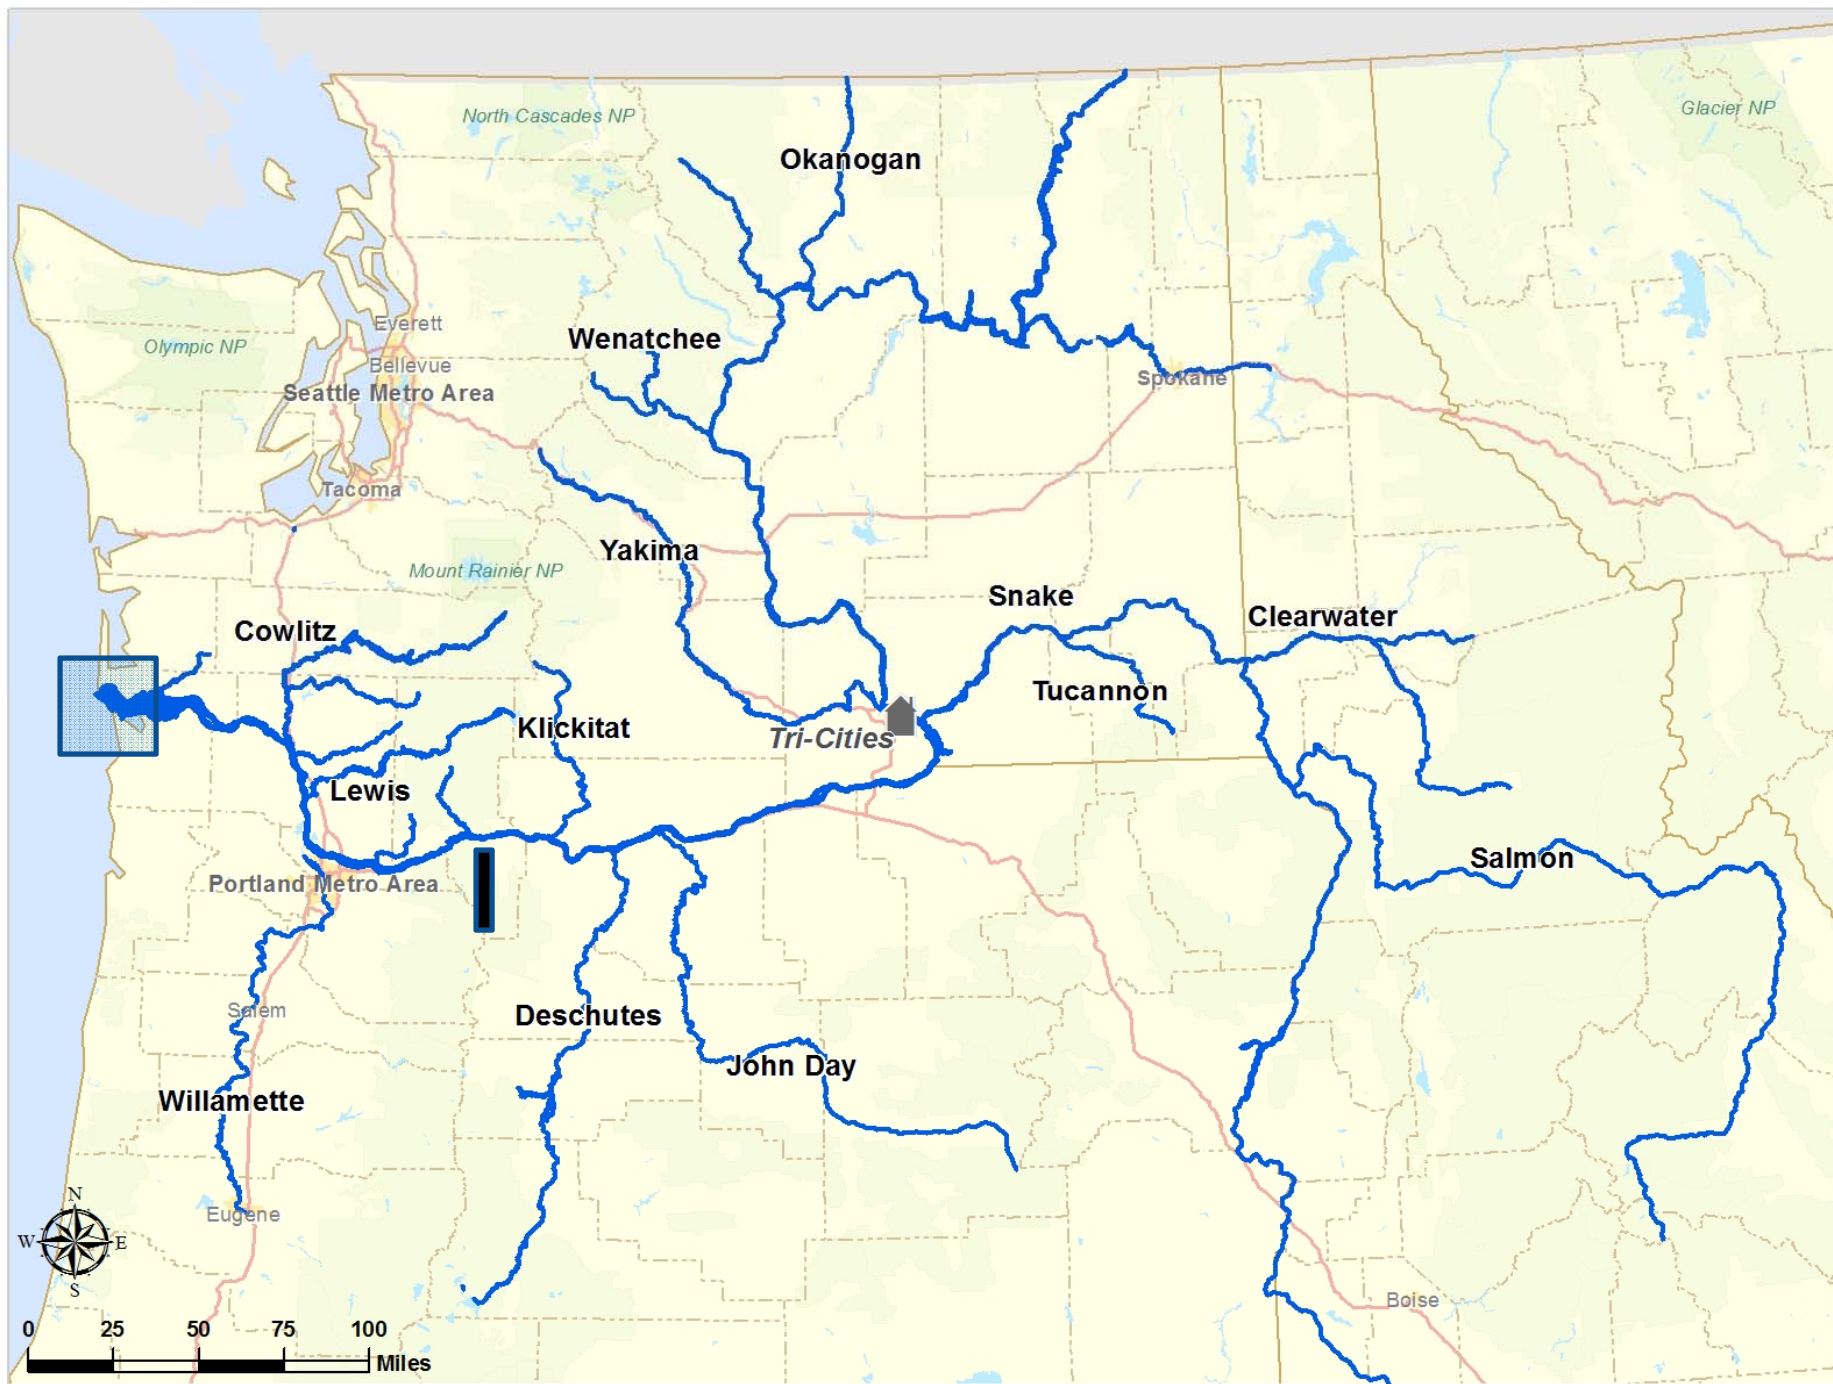 North Cascades NP
Glacier NP
Okanogan
Everett
Wenatchee
Olympic NP
Bellevue
Seattle Metro Area
Spokane
Tacoma
Yakima
Mount Rainier NP
Snake
Clearwater
Cowlitz
Tucannon
Klickitat
Tri-Cities
Lewis
Salmon
Portland Metro Area
Salem
Deschutes
John Day
Willamette
N
Eugene
W
E
S
Boise
0 25 50 75 100
Miles